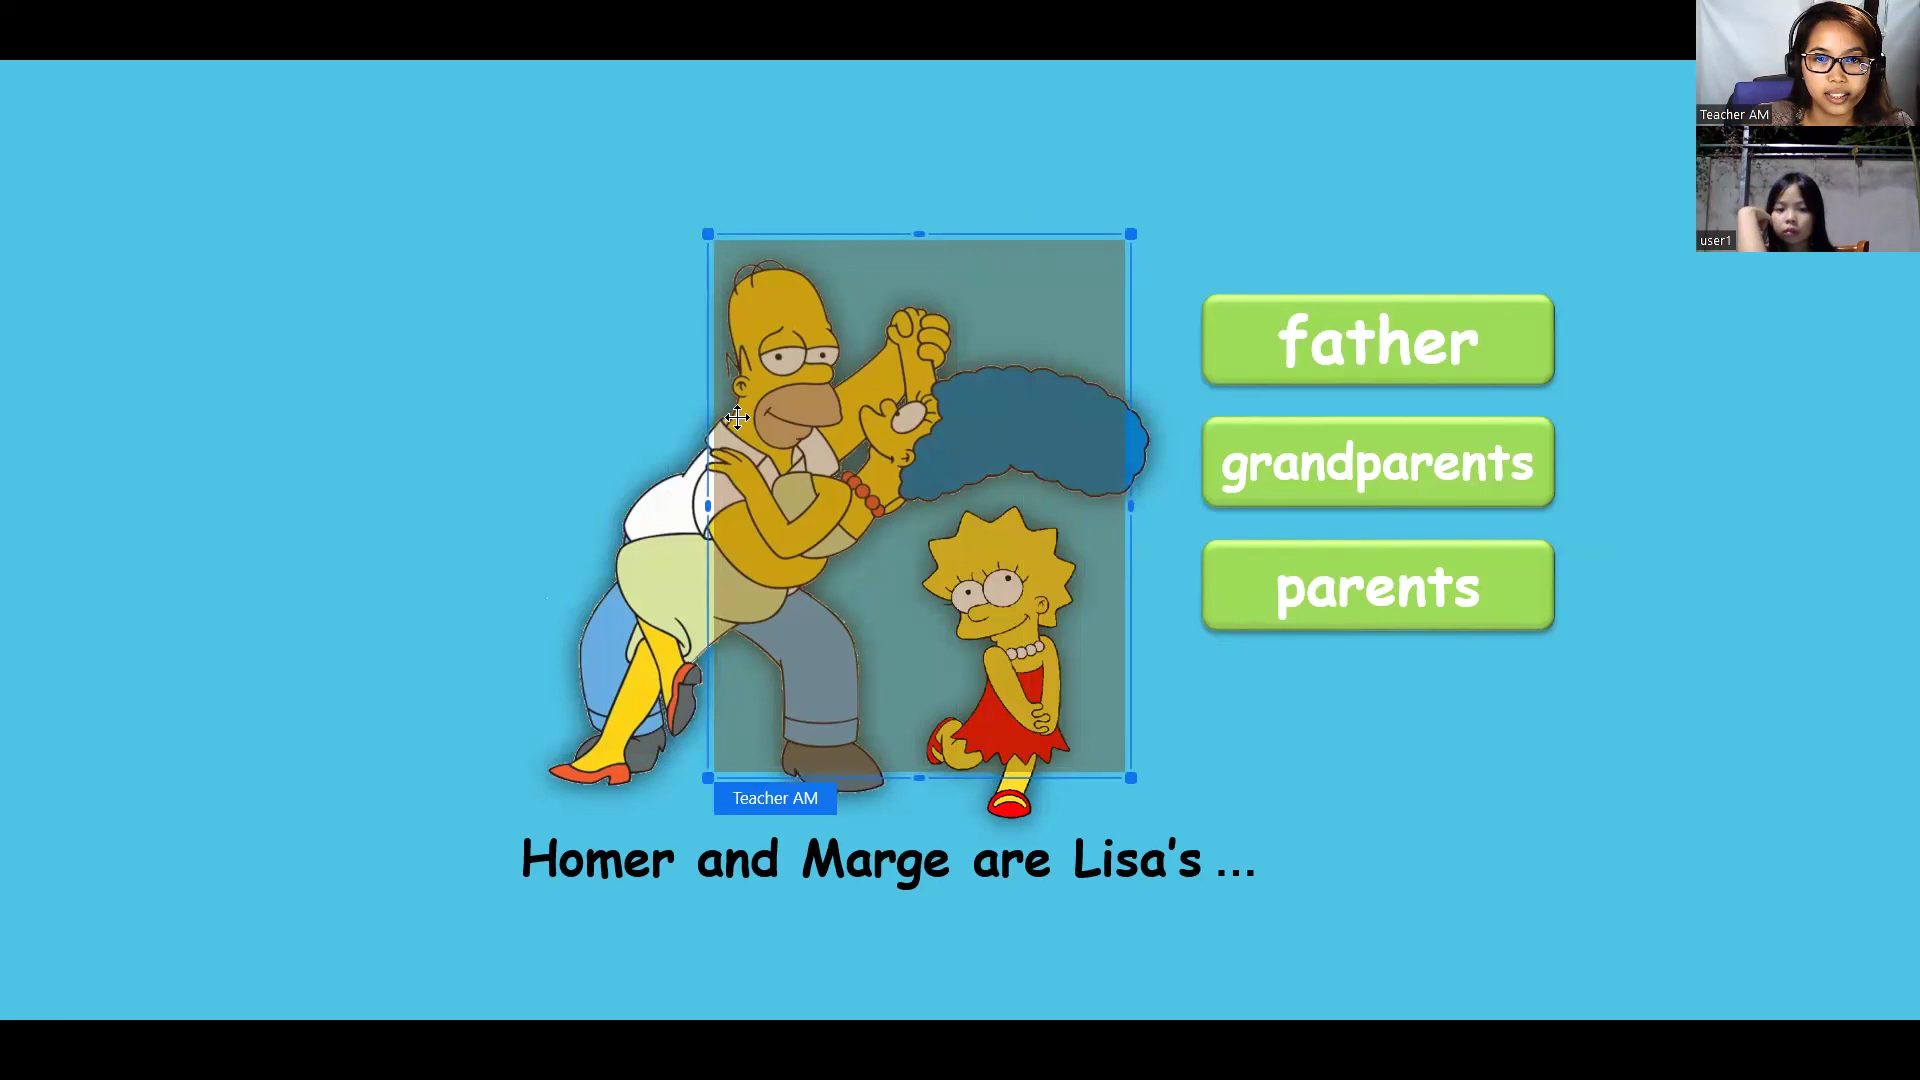 Teacher AM
user1
father
grandparents
parents
Teacher AM
Homer and Marge are Lisa's ...